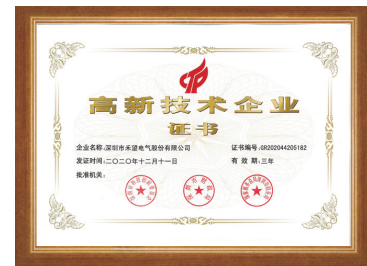 高新技术企业
证书
企业名称:深圳市禾望电气股份有限公司
证书编号:GR202044205182
发证时间:二〇二〇年十二月十一日
有 效 期:三年
批准机关: